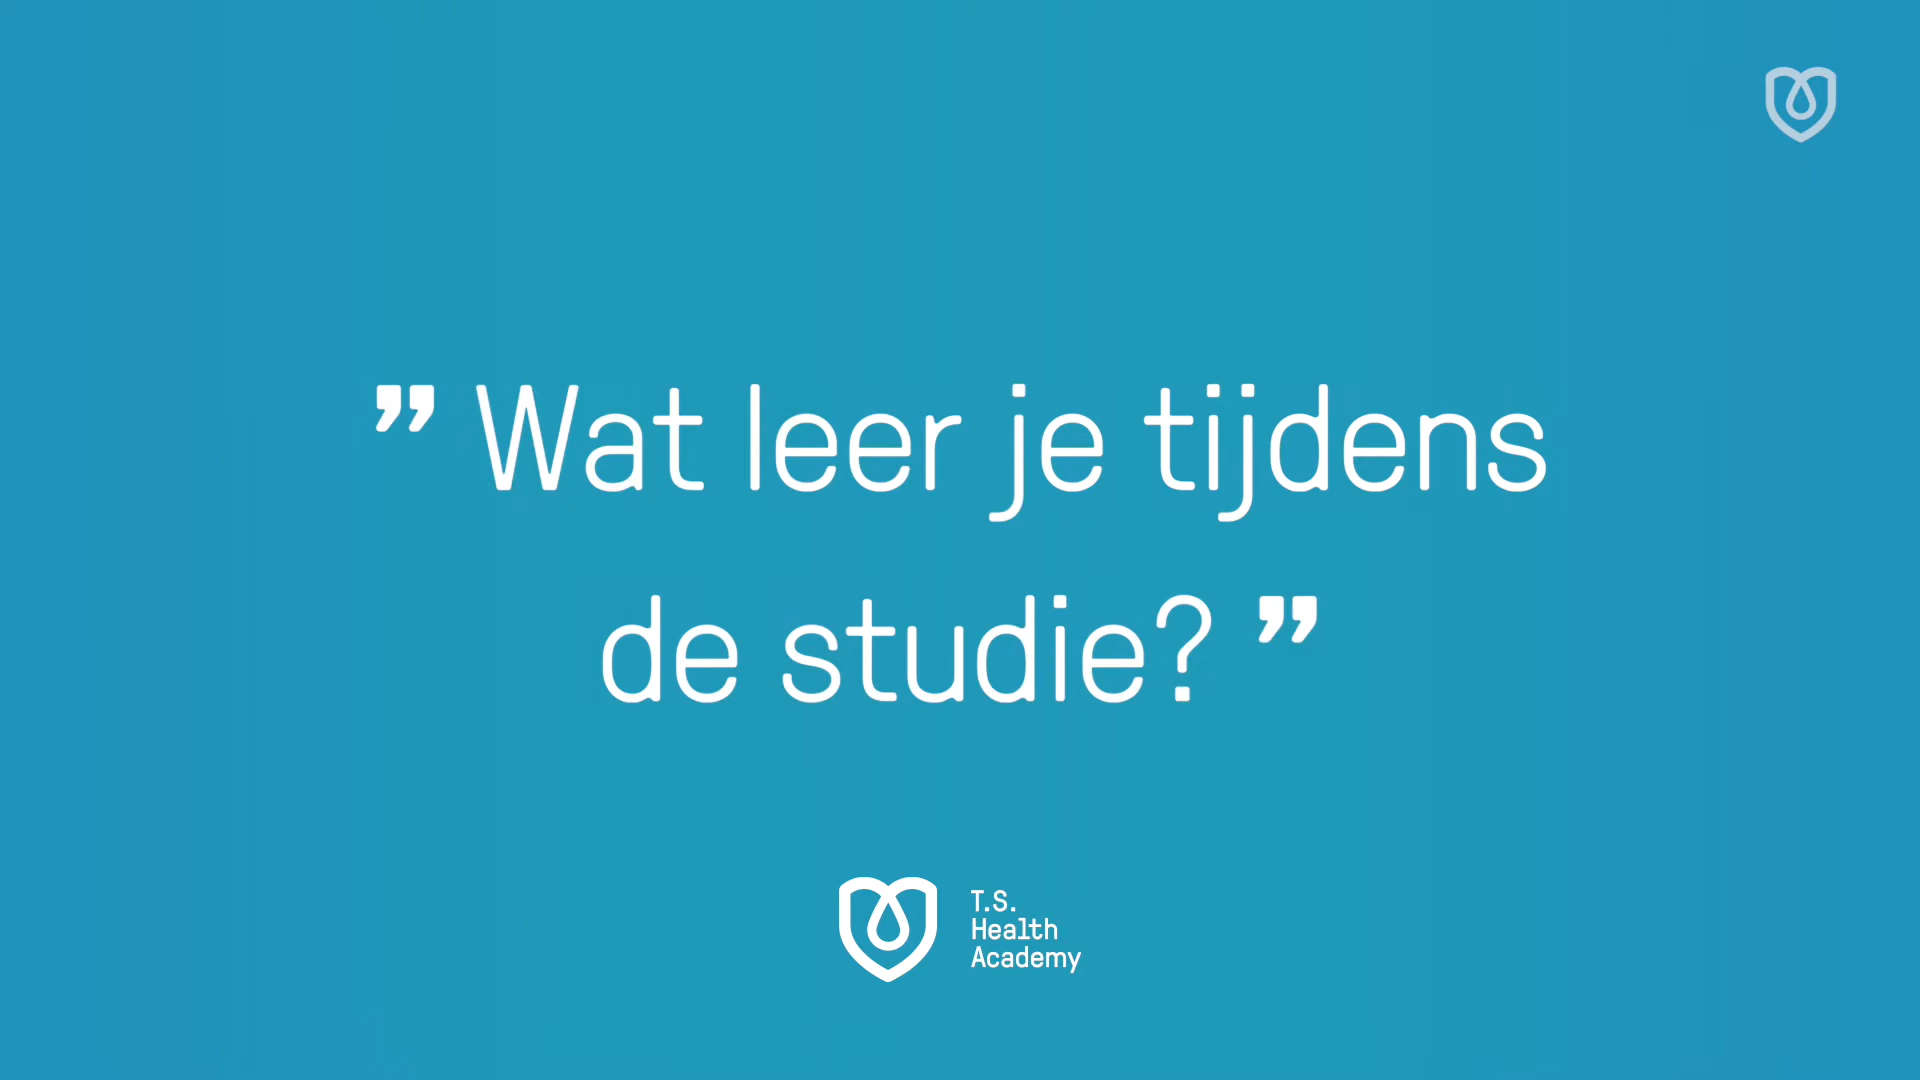 ” Wat leer je tijdens
de studie? ”
T.S.
Health
Academy